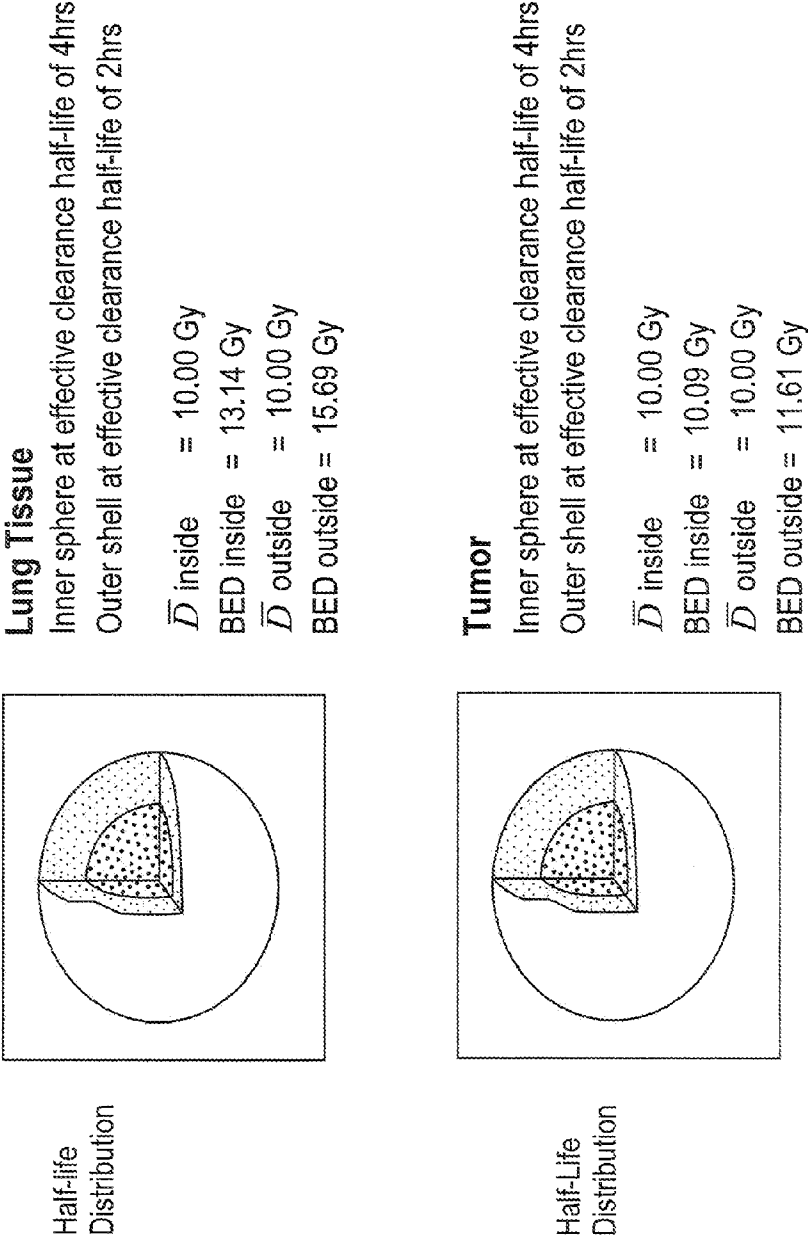 Half-life
Distribution
Lung Tissue
Inner sphere at effective clearance half-life of 4hrs
Outer shell at effective clearance half-life of 2hrs
D̅ inside = 10.00 Gy
BED inside = 13.14 Gy
D̅ outside = 10.00 Gy
BED outside = 15.69 Gy
Half-Life
Distribution
Tumor
Inner sphere at effective clearance half-life of 4hrs
Outer shell at effective clearance half-life of 2hrs
D̅ inside = 10.00 Gy
BED inside = 10.09 Gy
D̅ outside = 10.00 Gy
BED outside = 11.61 Gy